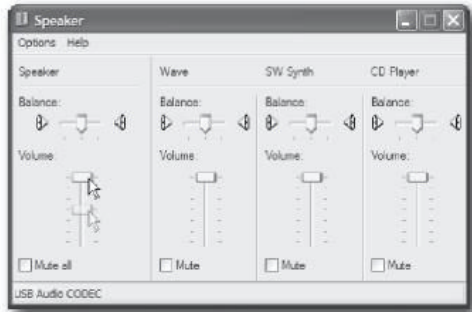 Speaker
Options Help
Speaker Wave SW Synth CD Player
Balance: Balance: Balance: Balance:
Volume: Volume: Volume: Volume:
Mute all Mute Mute Mute
USB Audio CODEC